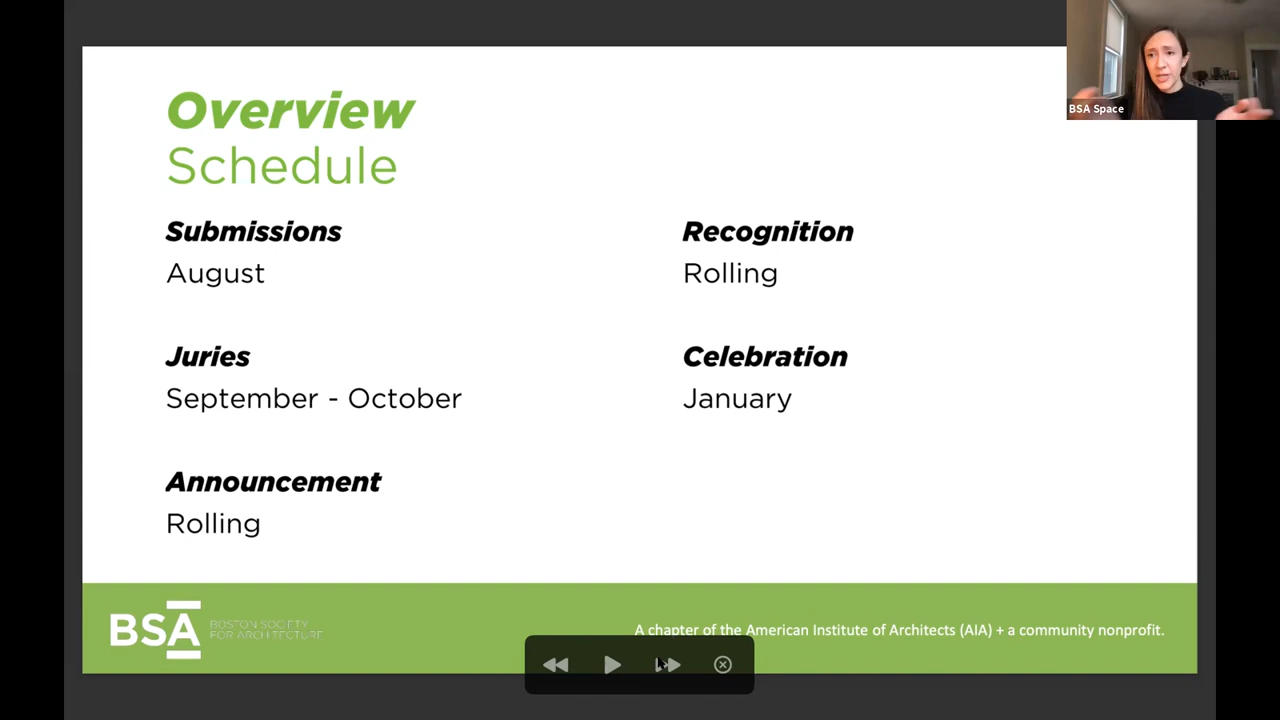 Overview
Schedule
Submissions
August
Juries
September - October
Announcement
Rolling
Recognition
Rolling
Celebration
January
BSA Space
BSA
BOSTON SOCIETY
FOR ARCHITECTURE
A chapter of the American Institute of Architects (AIA) + a community nonprofit.